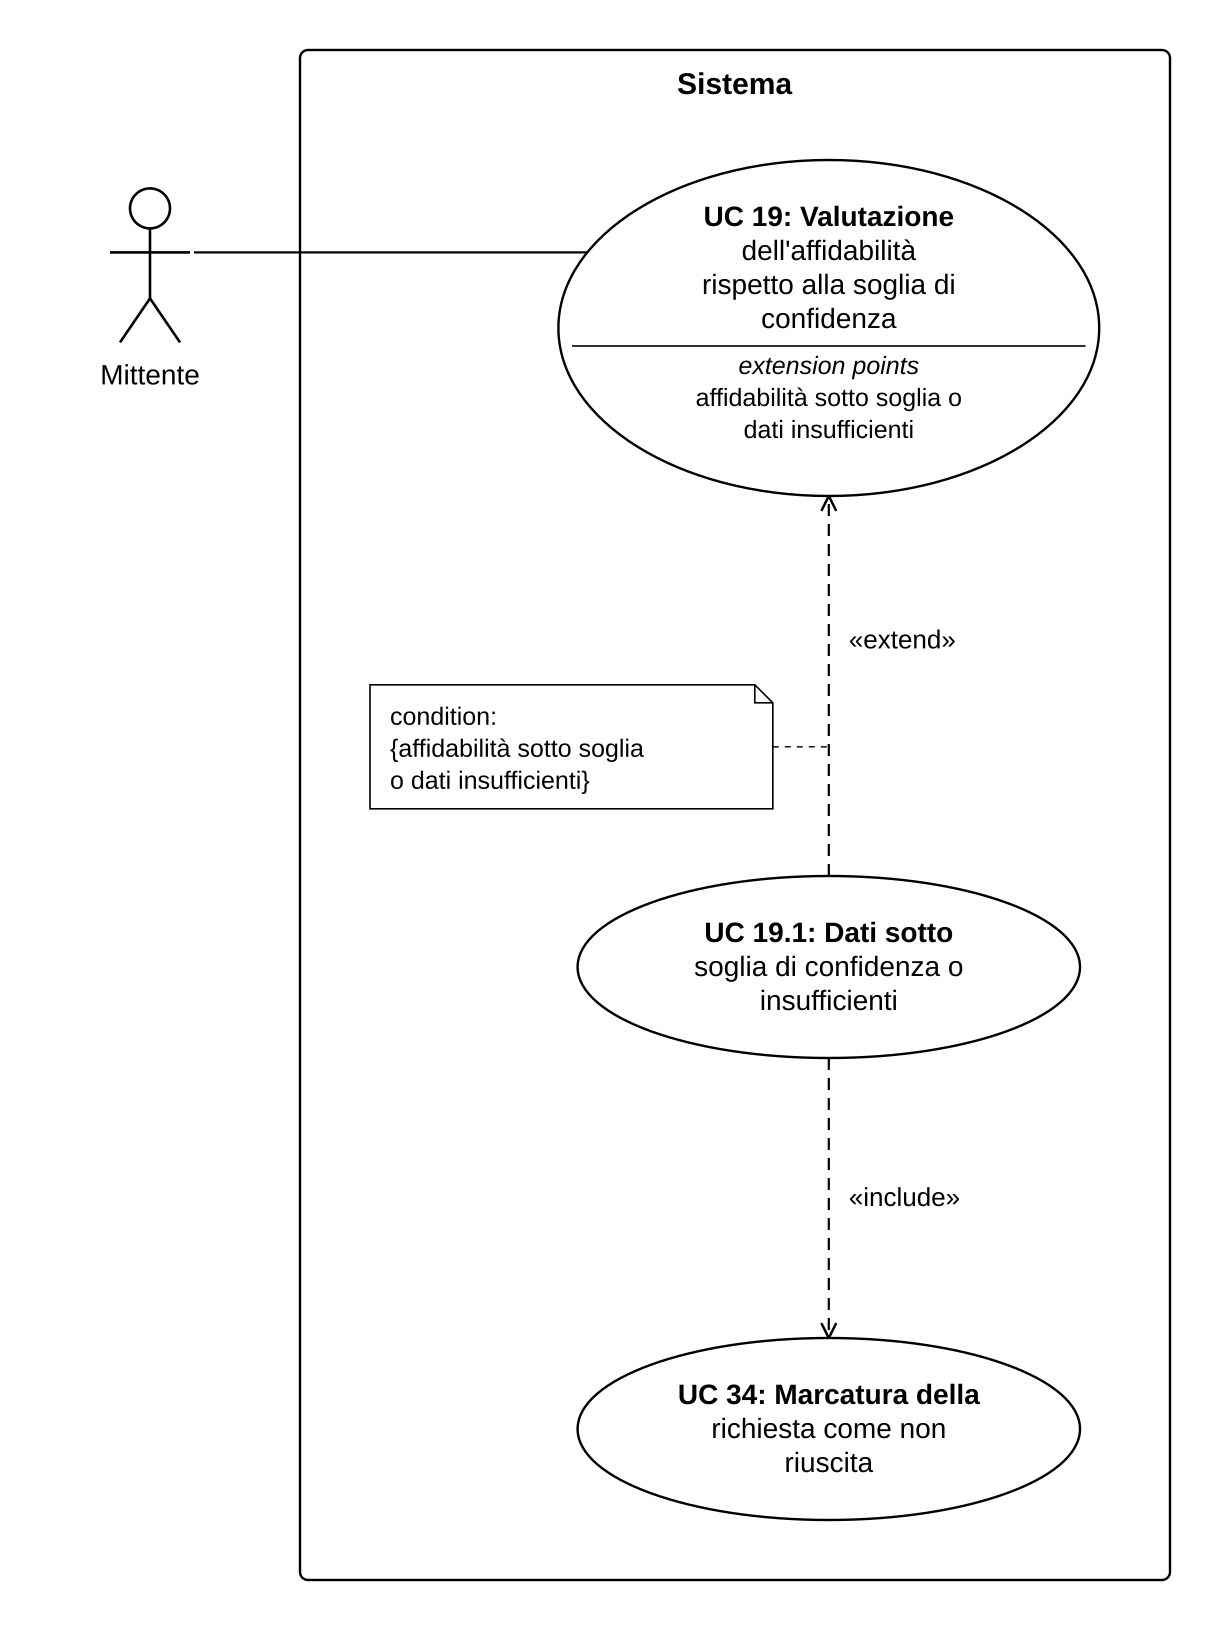 Sistema
UC 19: Valutazione
dell'affidabilità
rispetto alla soglia di
confidenza
extension points
affidabilità sotto soglia o
dati insufficienti
Mittente
«extend»
condition:
{affidabilità sotto soglia
o dati insufficienti}
UC 19.1: Dati sotto
soglia di confidenza o
insufficienti
«include»
UC 34: Marcatura della
richiesta come non
riuscita